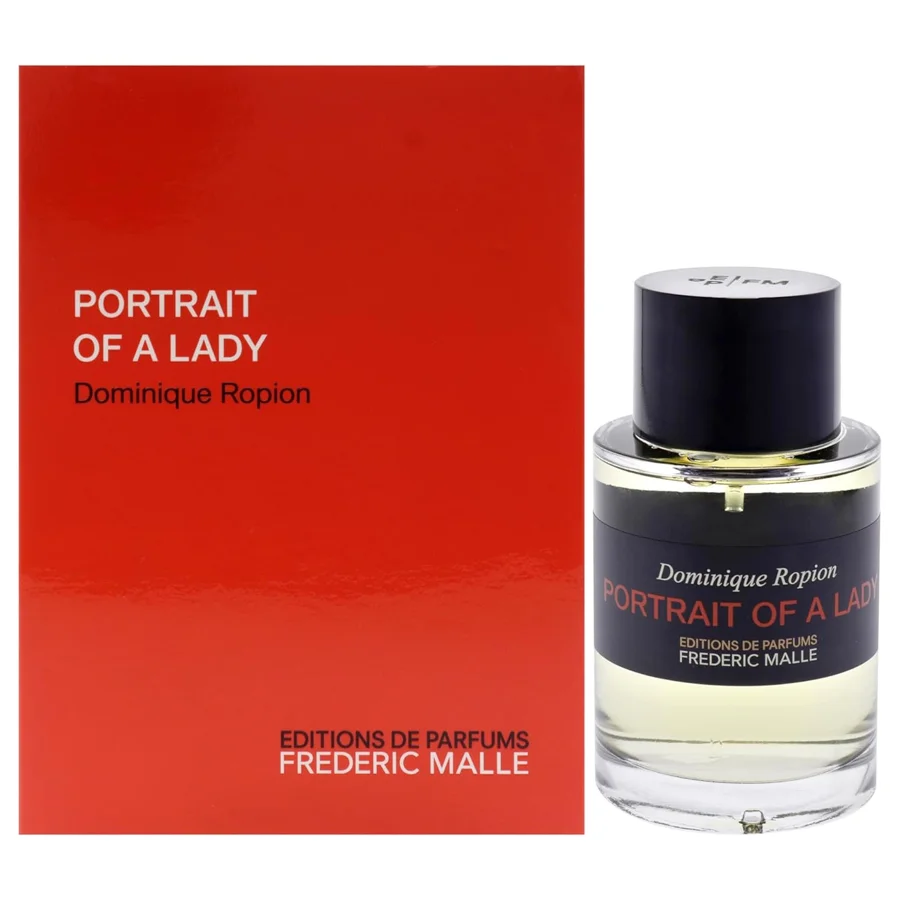 PORTRAIT
OF A LADY
Dominique Ropion
EDITIONS DE PARFUMS
FREDERIC MALLE
Dominique Ropion
PORTRAIT OF A LADY
EDITIONS DE PARFUMS
FREDERIC MALLE